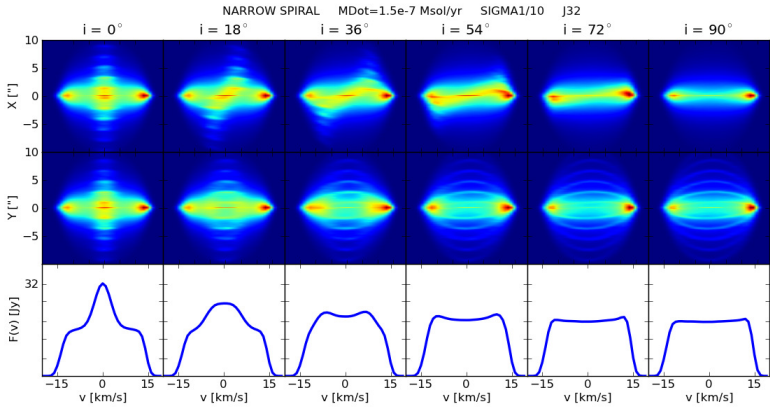 NARROW SPIRAL MDot=1.5e-7 Msol/yr SIGMA1/10 J32
i = 0° i = 18° i = 36° i = 54° i = 72° i = 90°
10
5
X ["]
0
−5
10
5
Y ["]
0
−5
32
F(v) [Jy]
−15 0 15 −15 0 15 −15 0 15 −15 0 15 −15 0 15 −15 0 15
v [km/s] v [km/s] v [km/s] v [km/s] v [km/s] v [km/s]